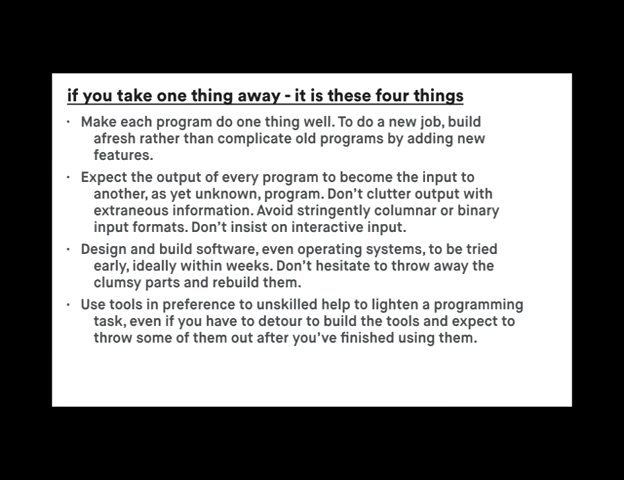 if you take one thing away - it is these four things
· Make each program do one thing well. To do a new job, build
afresh rather than complicate old programs by adding new
features.
· Expect the output of every program to become the input to
another, as yet unknown, program. Don't clutter output with
extraneous information. Avoid stringently columnar or binary
input formats. Don't insist on interactive input.
· Design and build software, even operating systems, to be tried
early, ideally within weeks. Don't hesitate to throw away the
clumsy parts and rebuild them.
· Use tools in preference to unskilled help to lighten a programming
task, even if you have to detour to build the tools and expect to
throw some of them out after you've finished using them.